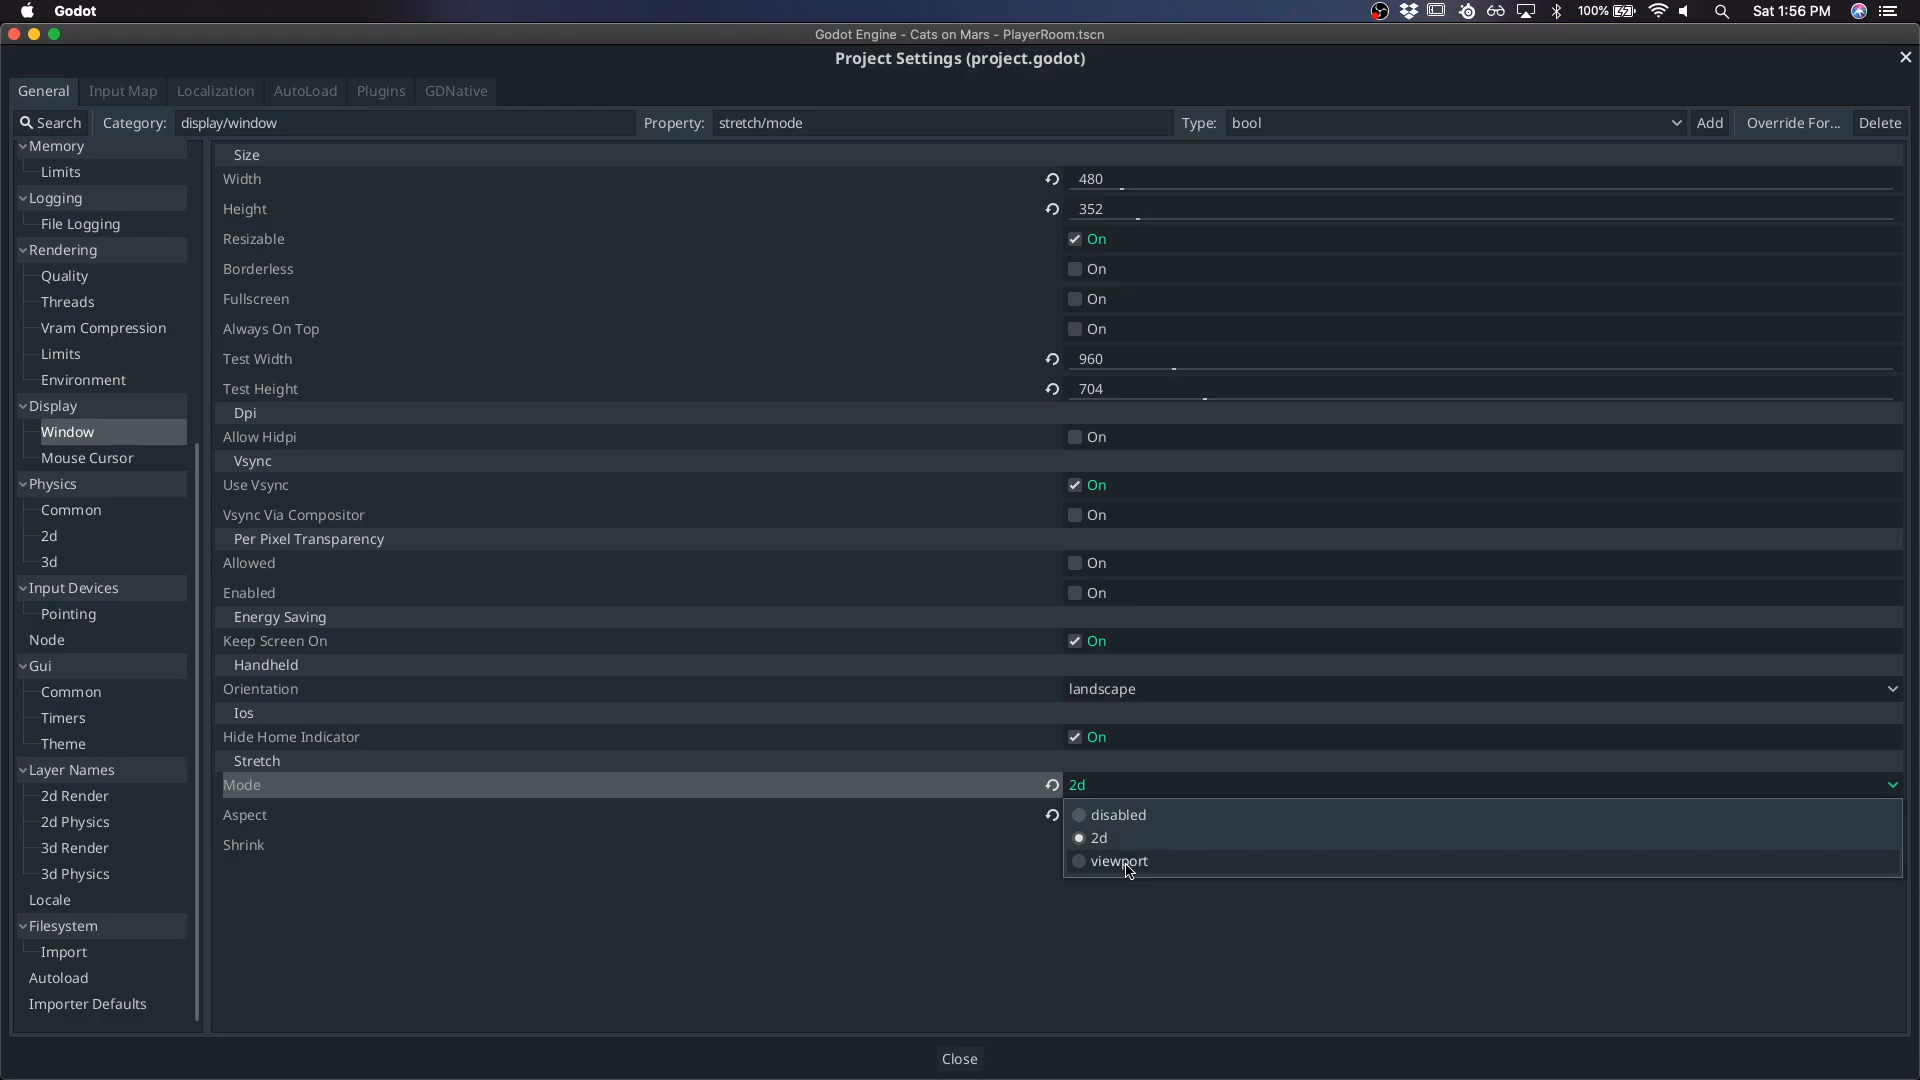 Godot
100%
Sat 1:56 PM
Godot Engine - Cats on Mars - PlayerRoom.tscn
Project Settings (project.godot)
General Input Map Localization AutoLoad Plugins GDNative
Search Category: display/window Property: stretch/mode Type: bool Add Override For... Delete
Memory
Limits
Logging
File Logging
Rendering
Quality
Threads
Vram Compression
Limits
Environment
Display
Window
Mouse Cursor
Physics
Common
2d
3d
Input Devices
Pointing
Node
Gui
Common
Timers
Theme
Layer Names
2d Render
2d Physics
3d Render
3d Physics
Locale
Filesystem
Import
Autoload
Importer Defaults
Size
Width 480
Height 352
Resizable On
Borderless On
Fullscreen On
Always On Top On
Test Width 960
Test Height 704
Dpi
Allow Hidpi On
Vsync
Use Vsync On
Vsync Via Compositor On
Per Pixel Transparency
Allowed On
Enabled On
Energy Saving
Keep Screen On On
Handheld
Orientation landscape
Ios
Hide Home Indicator On
Stretch
Mode 2d
Aspect disabled
2d
Shrink viewport
Close